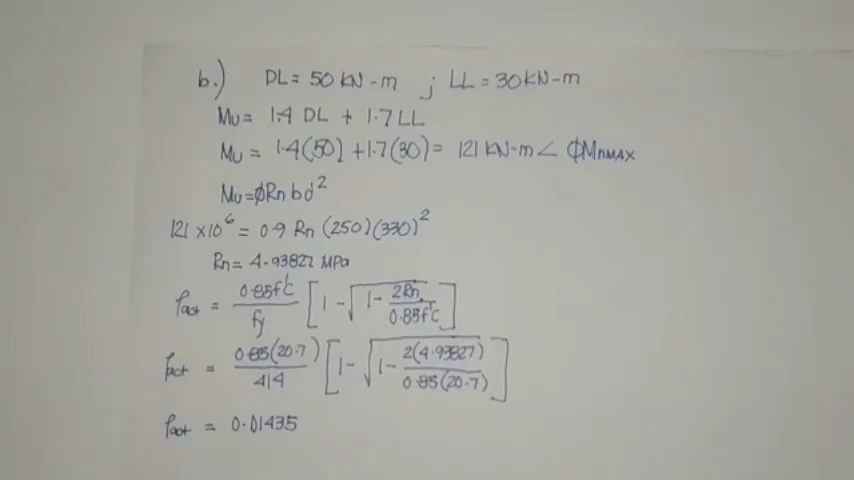 b.) DL = 50 KN-m ; LL = 30KN-m
Mu = 1.4 DL + 1.7 LL
Mu = 1.4(50) + 1.7(30) = 121 KN-m < ϕMnMAX
Mu = ϕRn bd²
121 x10⁶ = 0.9 Rn (250)(330)²
Rn = 4.93827 MPa
ρact = 0.85f'c / fy [1 - √(1 - 2Rn / 0.85f'c)]
ρact = 0.85(20.7) / 414 [1 - √(1 - 2(4.93827) / 0.85(20.7))]
ρact = 0.01435